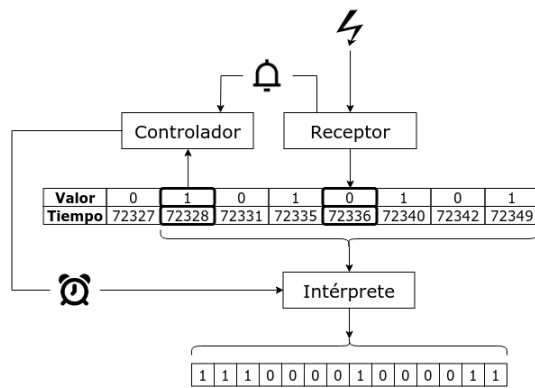 Controlador
Receptor
Valor 0 1 0 1 0 1 0 1
Tiempo 72327 72328 72331 72335 72336 72340 72342 72349
Intérprete
1 1 1 0 0 0 0 1 0 0 0 0 1 1